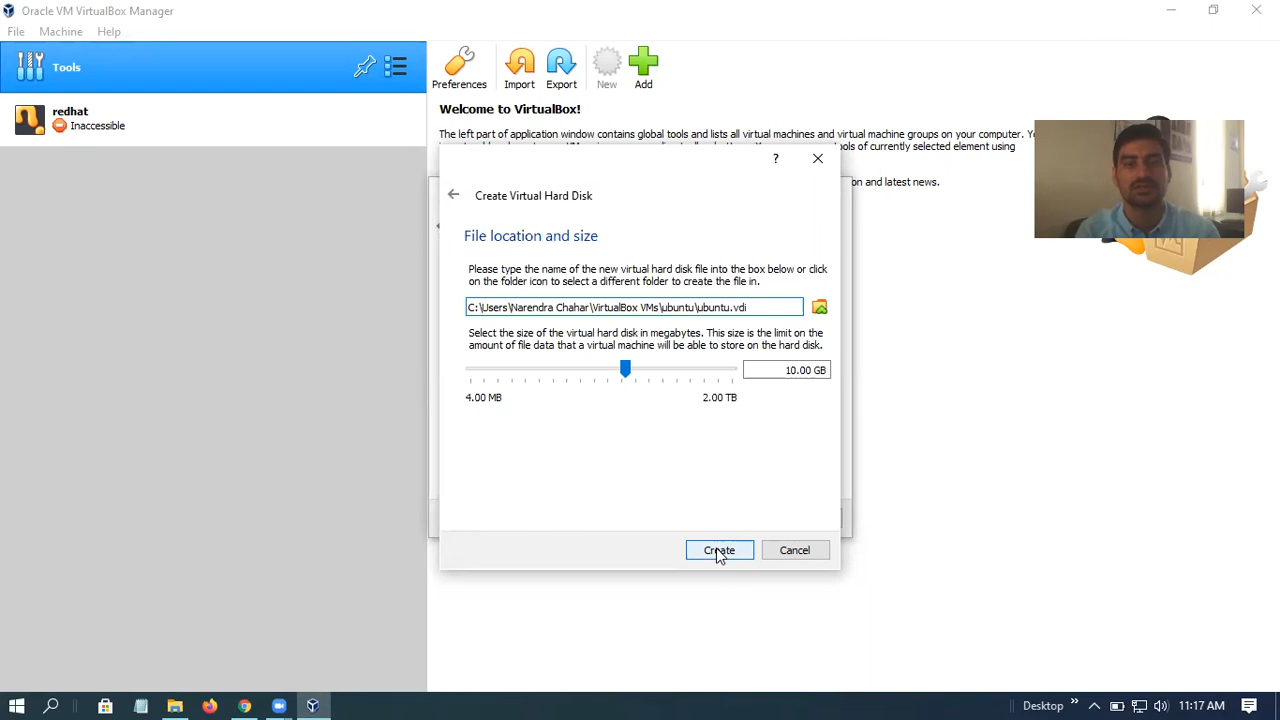 Oracle VM VirtualBox Manager
File Machine Help
Tools
Preferences Import Export New Add
redhat
Inaccessible
Welcome to VirtualBox!
The left part of application window contains global tools and lists all virtual machines and virtual machine groups on your computer.
ools of currently selected element using
on and latest news.
Create Virtual Hard Disk
File location and size
Please type the name of the new virtual hard disk file into the box below or click
on the folder icon to select a different folder to create the file in.
C:\Users\Narendra Chahar\VirtualBox VMs\ubuntu\ubuntu.vdi
Select the size of the virtual hard disk in megabytes. This size is the limit on the
amount of file data that a virtual machine will be able to store on the hard disk.
10.00 GB
4.00 MB 2.00 TB
Create Cancel
Desktop 11:17 AM